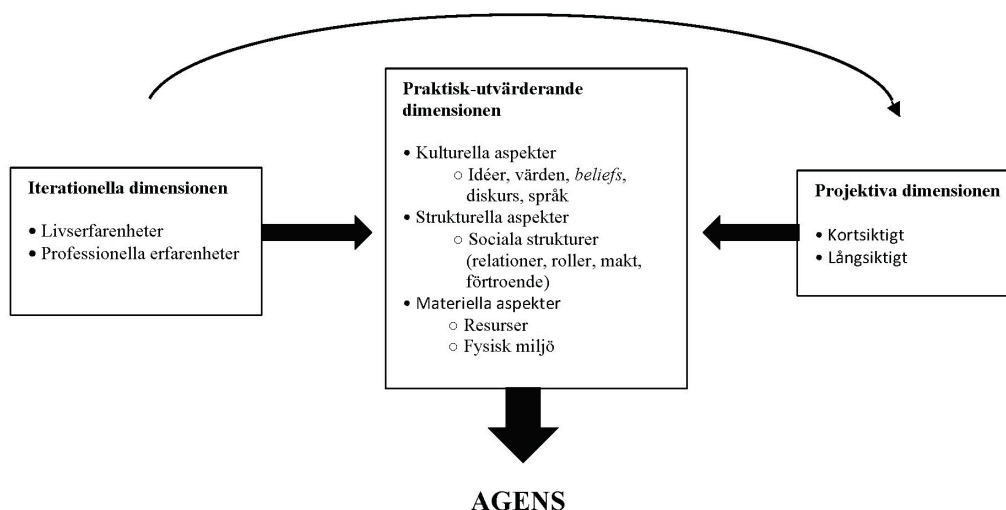 Iterationella dimensionen
• Livserfarenheter
• Professionella erfarenheter
Praktisk-utvärderande
dimensionen
• Kulturella aspekter
○ Idéer, värden, beliefs,
diskurs, språk
• Strukturella aspekter
○ Sociala strukturer
(relationer, roller, makt,
förtroende)
• Materiella aspekter
○ Resurser
○ Fysisk miljö
Projektiva dimensionen
• Kortsiktigt
• Långsiktigt
AGENS